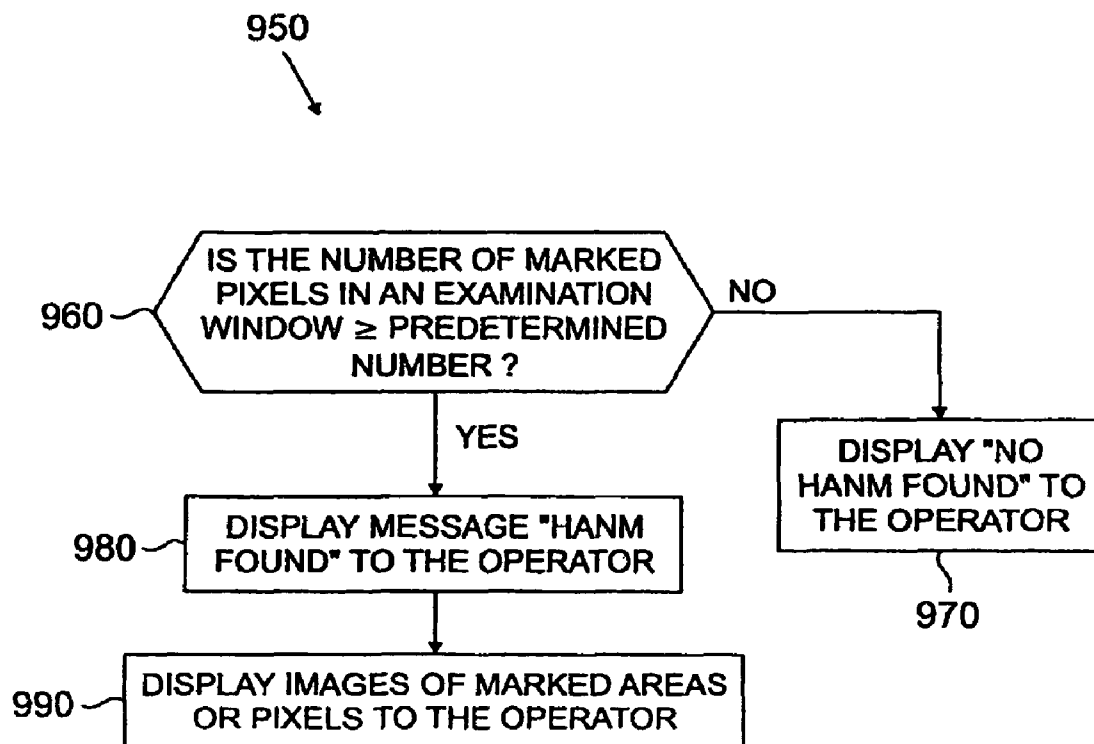 950
IS THE NUMBER OF MARKED
PIXELS IN AN EXAMINATION
WINDOW ≥ PREDETERMINED
NUMBER ?
960
NO
YES
DISPLAY "NO
HANM FOUND" TO
THE OPERATOR
970
DISPLAY MESSAGE "HANM
FOUND" TO THE OPERATOR
980
DISPLAY IMAGES OF MARKED AREAS
OR PIXELS TO THE OPERATOR
990